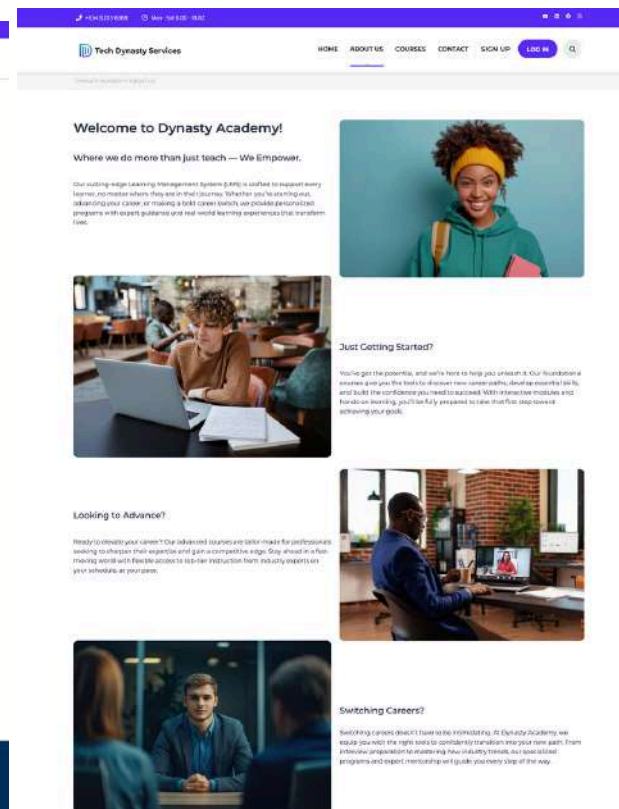 Mon - Sat 8.00 - 18.00
Tech Dynasty Services
HOME ABOUT US COURSES CONTACT SIGN UP LOG IN
Welcome to Dynasty Academy!
Where we do more than just teach — We Empower.
Our cutting-edge Learning Management System (LMS) is crafted to support every
learner, no matter where they are in their journey. Whether you're starting out,
advancing your career, or making a bold career switch, we provide personalized
programs with expert guidance and real-world learning experiences that transform
lives.
Just Getting Started?
You've got the potential, and we're here to help you unleash it. Our foundational
courses give you the tools to discover new career paths, develop essential skills,
and build the confidence you need to succeed. With interactive modules and
hands-on learning, you'll be fully prepared to take that first step toward
achieving your goals.
Looking to Advance?
Ready to elevate your career? Our advanced courses are tailor-made for professionals
seeking to sharpen their expertise and gain a competitive edge. Stay ahead in a fast-
moving world with flexible access to top-tier instruction from industry experts on
your schedule, at your pace.
Switching Careers?
Switching careers doesn't have to be intimidating. At Dynasty Academy, we
equip you with the right tools to confidently transition into your new path. From
interview preparation to mastering new industry trends, our specialized
programs and expert mentorship will guide you every step of the way.